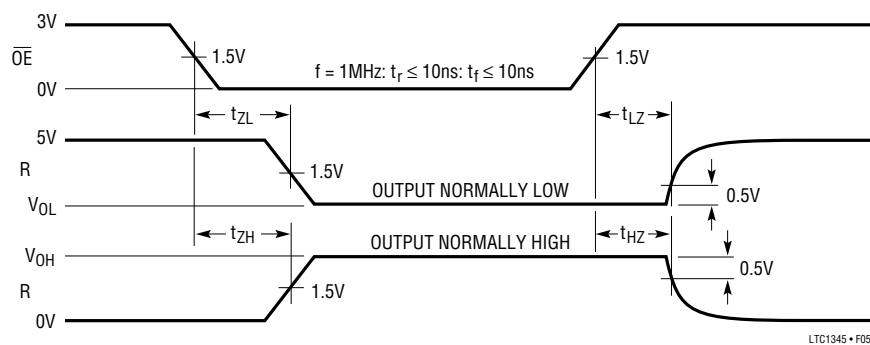 3V
OE
0V
1.5V
f = 1MHz: tr ≤ 10ns: tf ≤ 10ns
1.5V
tZL
tLZ
5V
R
VOL
1.5V
OUTPUT NORMALLY LOW
0.5V
tZH
tHZ
VOH
R
0V
OUTPUT NORMALLY HIGH
1.5V
0.5V
LTC1345 • F05